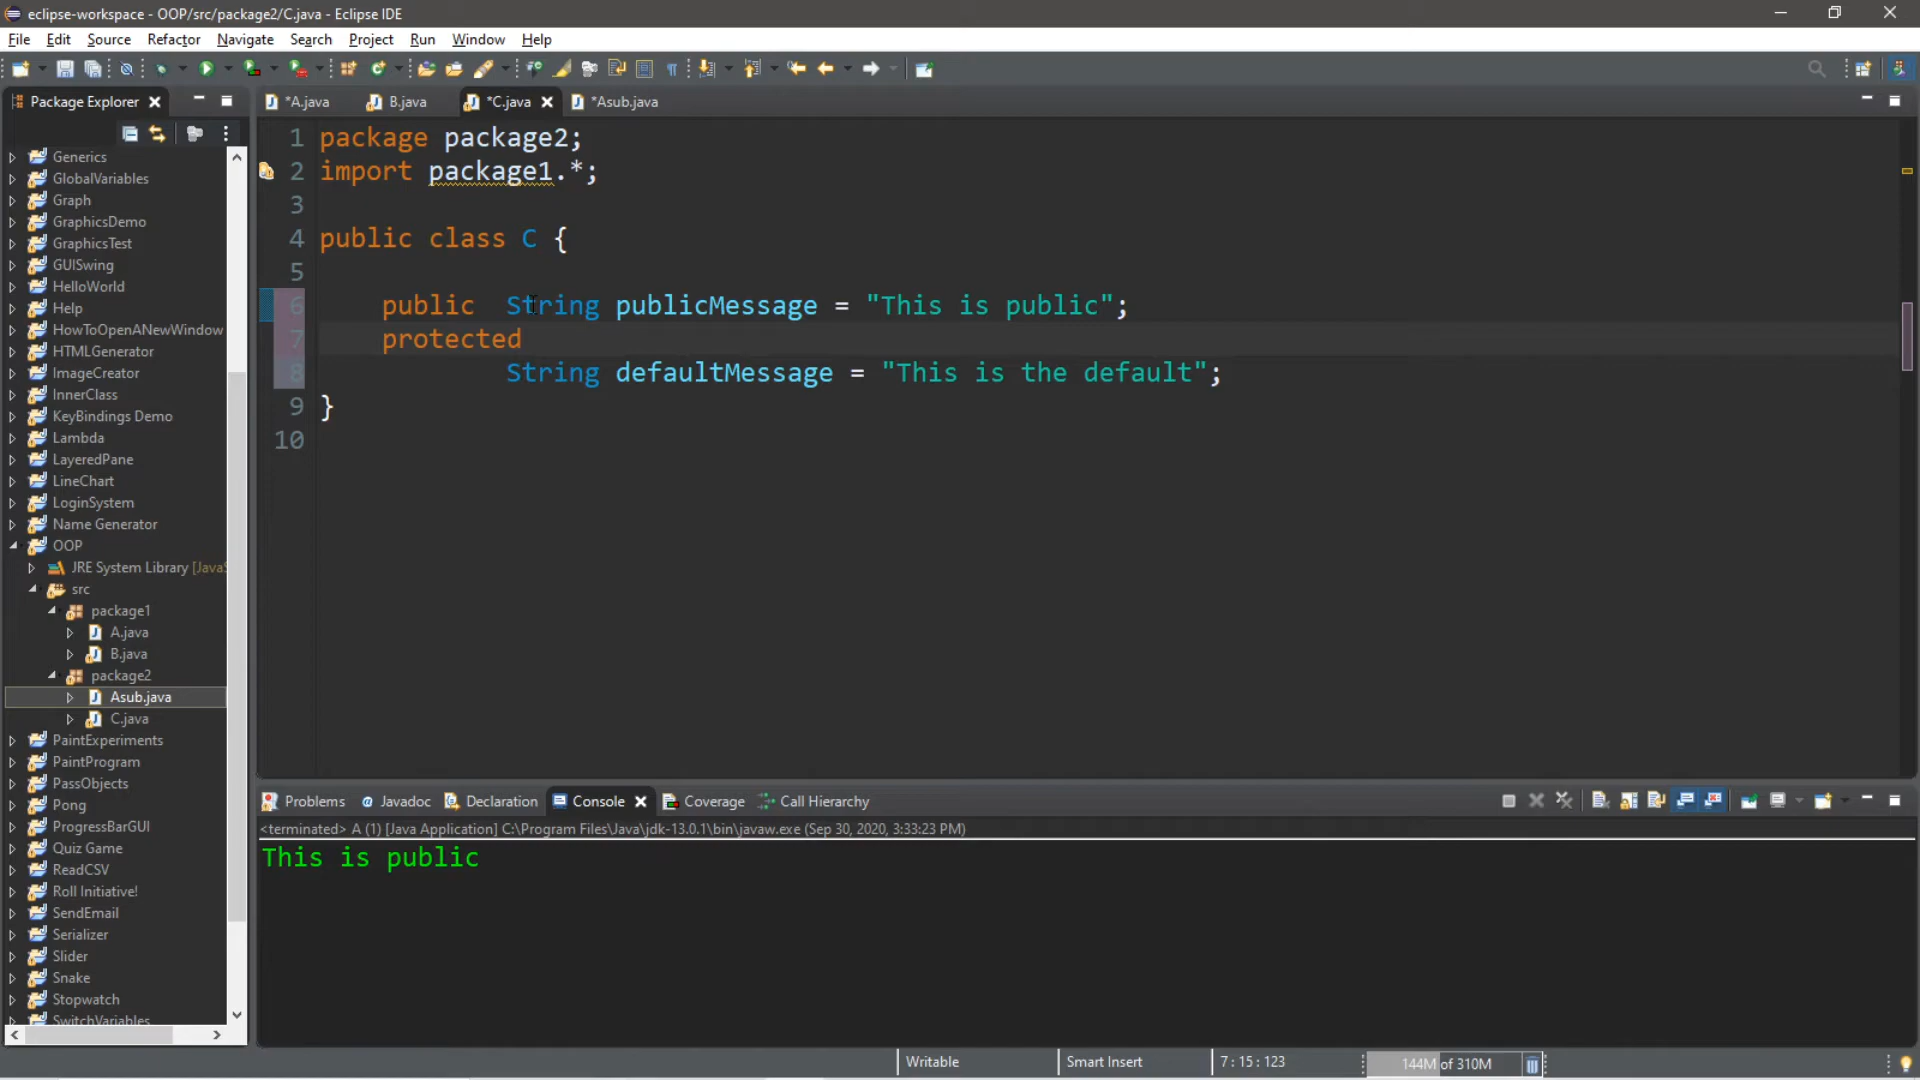 eclipse-workspace - OOP/src/package2/C.java - Eclipse IDE
File Edit Source Refactor Navigate Search Project Run Window Help
Package Explorer
*A.java B.java *C.java *Asub.java
Generics
GlobalVariables
Graph
GraphicsDemo
GraphicsTest
GUISwing
HelloWorld
Help
HowToOpenANewWindow
HTMLGenerator
ImageCreator
InnerClass
KeyBindings Demo
Lambda
LayeredPane
LineChart
LoginSystem
Name Generator
OOP
JRE System Library [JavaS
src
package1
A.java
B.java
package2
Asub.java
C.java
PaintExperiments
PaintProgram
PassObjects
Pong
ProgressBarGUI
Quiz Game
ReadCSV
Roll Initiative!
SendEmail
Serializer
Slider
Snake
Stopwatch
SwitchVariables
1 package package2;
2 import package1.*;
3
4 public class C {
5
6 public String publicMessage = "This is public";
7 protected
8 String defaultMessage = "This is the default";
9 }
10
Problems @ Javadoc Declaration Console Coverage Call Hierarchy
<terminated> A (1) [Java Application] C:\Program Files\Java\jdk-13.0.1\bin\javaw.exe (Sep 30, 2020, 3:33:23 PM)
This is public
Writable Smart Insert 7 : 15 : 123 144M of 310M